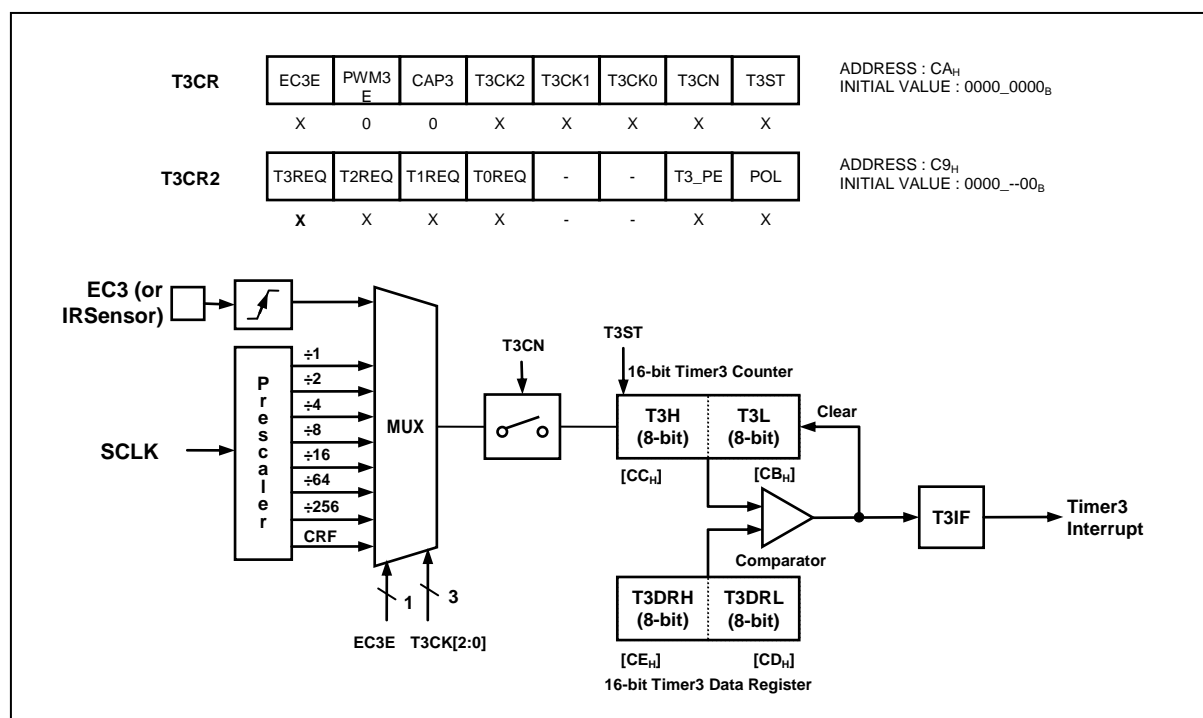 T3CR
EC3E PWM3E CAP3 T3CK2 T3CK1 T3CK0 T3CN T3ST
ADDRESS : CAH
INITIAL VALUE : 0000_0000B
X 0 0 X X X X X
T3CR2
T3REQ T2REQ T1REQ T0REQ - - T3_PE POL
ADDRESS : C9H
INITIAL VALUE : 0000_--00B
X X X X - - X X
EC3 (or
IRSensor)
SCLK
Prescaler
÷1
÷2
÷4
÷8
÷16
÷64
÷256
CRF
MUX
1
3
EC3E T3CK[2:0]
T3CN
T3ST
16-bit Timer3 Counter
T3H
(8-bit)
T3L
(8-bit)
Clear
[CCH] [CBH]
Comparator
T3IF
Timer3
Interrupt
T3DRH
(8-bit)
T3DRL
(8-bit)
[CEH] [CDH]
16-bit Timer3 Data Register